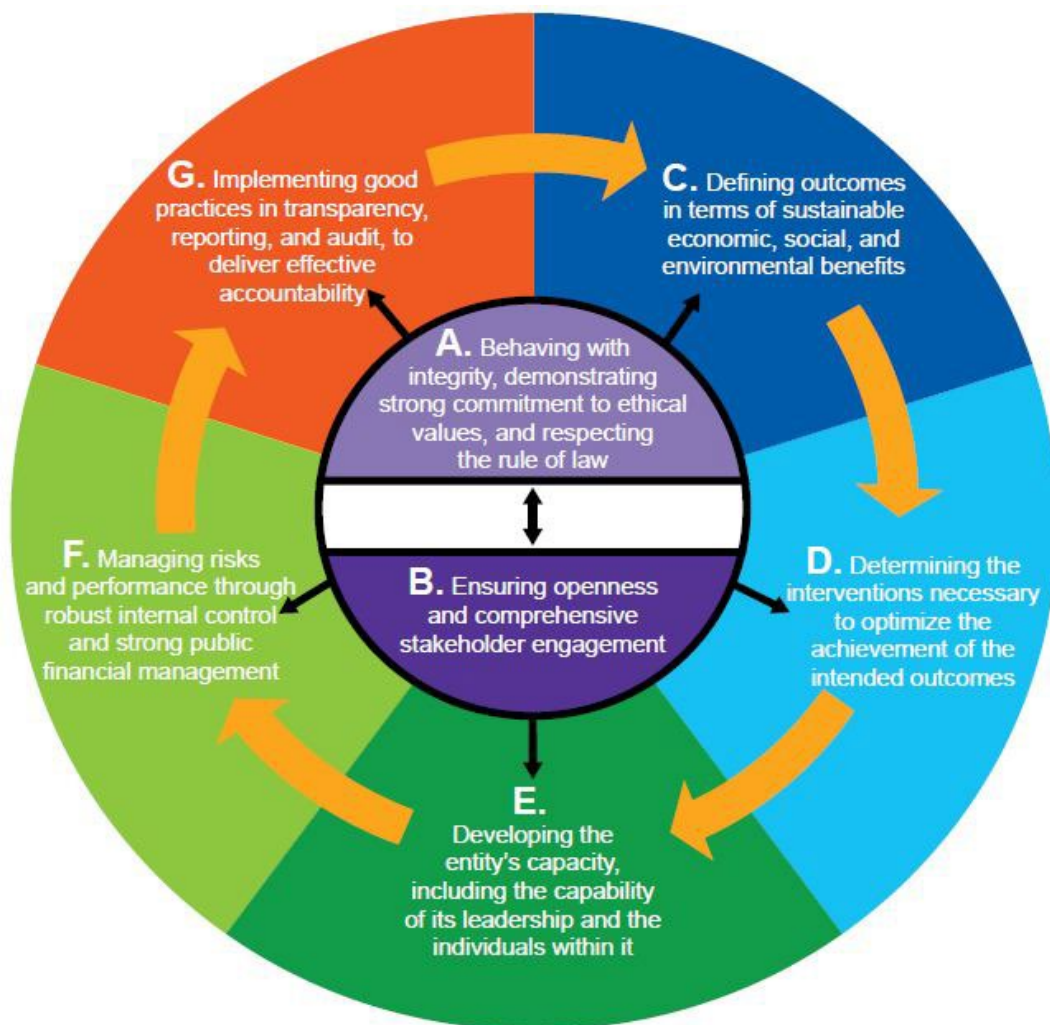 G. Implementing good
practices in transparency,
reporting, and audit, to
deliver effective
accountability
C. Defining outcomes
in terms of sustainable
economic, social, and
environmental benefits
A. Behaving with
integrity, demonstrating
strong commitment to ethical
values, and respecting
the rule of law
B. Ensuring openness
and comprehensive
stakeholder engagement
F. Managing risks
and performance through
robust internal control
and strong public
financial management
D. Determining the
interventions necessary
to optimize the
achievement of the
intended outcomes
E.
Developing the
entity's capacity,
including the capability
of its leadership and the
individuals within it